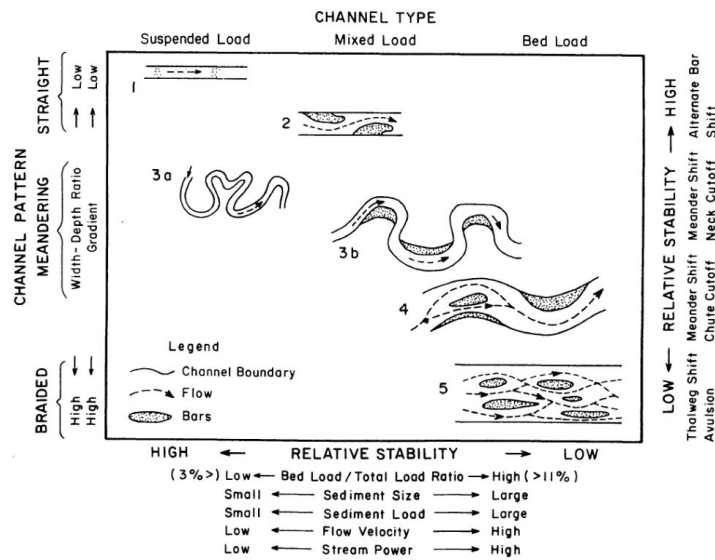 CHANNEL TYPE
Suspended Load Mixed Load Bed Load
CHANNEL PATTERN
STRAIGHT
MEANDERING
BRAIDED
Low
Low
Width-Depth Ratio
Gradient
High
High
1
2
3a
3b
4
5
Legend
Channel Boundary
Flow
Bars
HIGH
RELATIVE STABILITY
LOW
Alternate Bar
Shift
Meander Shift
Neck Cutoff
Meander Shift
Chute Cutoff
Thalweg Shift
Avulsion
HIGH ← RELATIVE STABILITY → LOW
(3%>) Low ← Bed Load/Total Load Ratio → High (>11%)
Small ← Sediment Size → Large
Small ← Sediment Load → Large
Low ← Flow Velocity → High
Low ← Stream Power → High